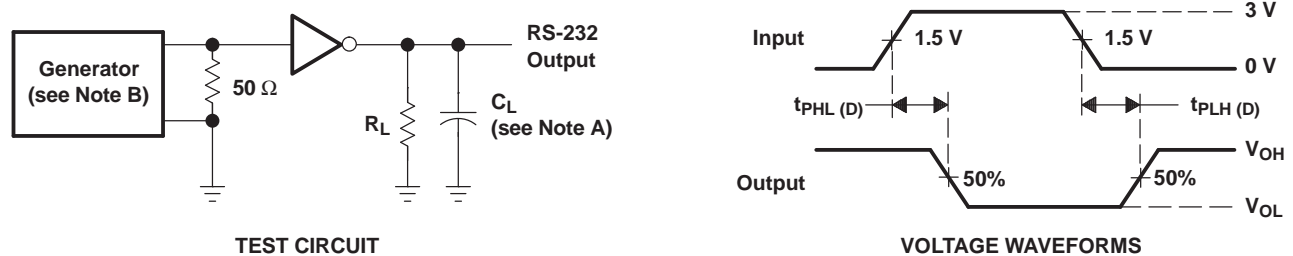 Generator
(see Note B)
50 Ω
RS-232
Output
RL
CL
(see Note A)
TEST CIRCUIT
3 V
Input
1.5 V
1.5 V
0 V
tPHL (D)
tPLH (D)
VOH
Output
50%
50%
VOL
VOLTAGE WAVEFORMS